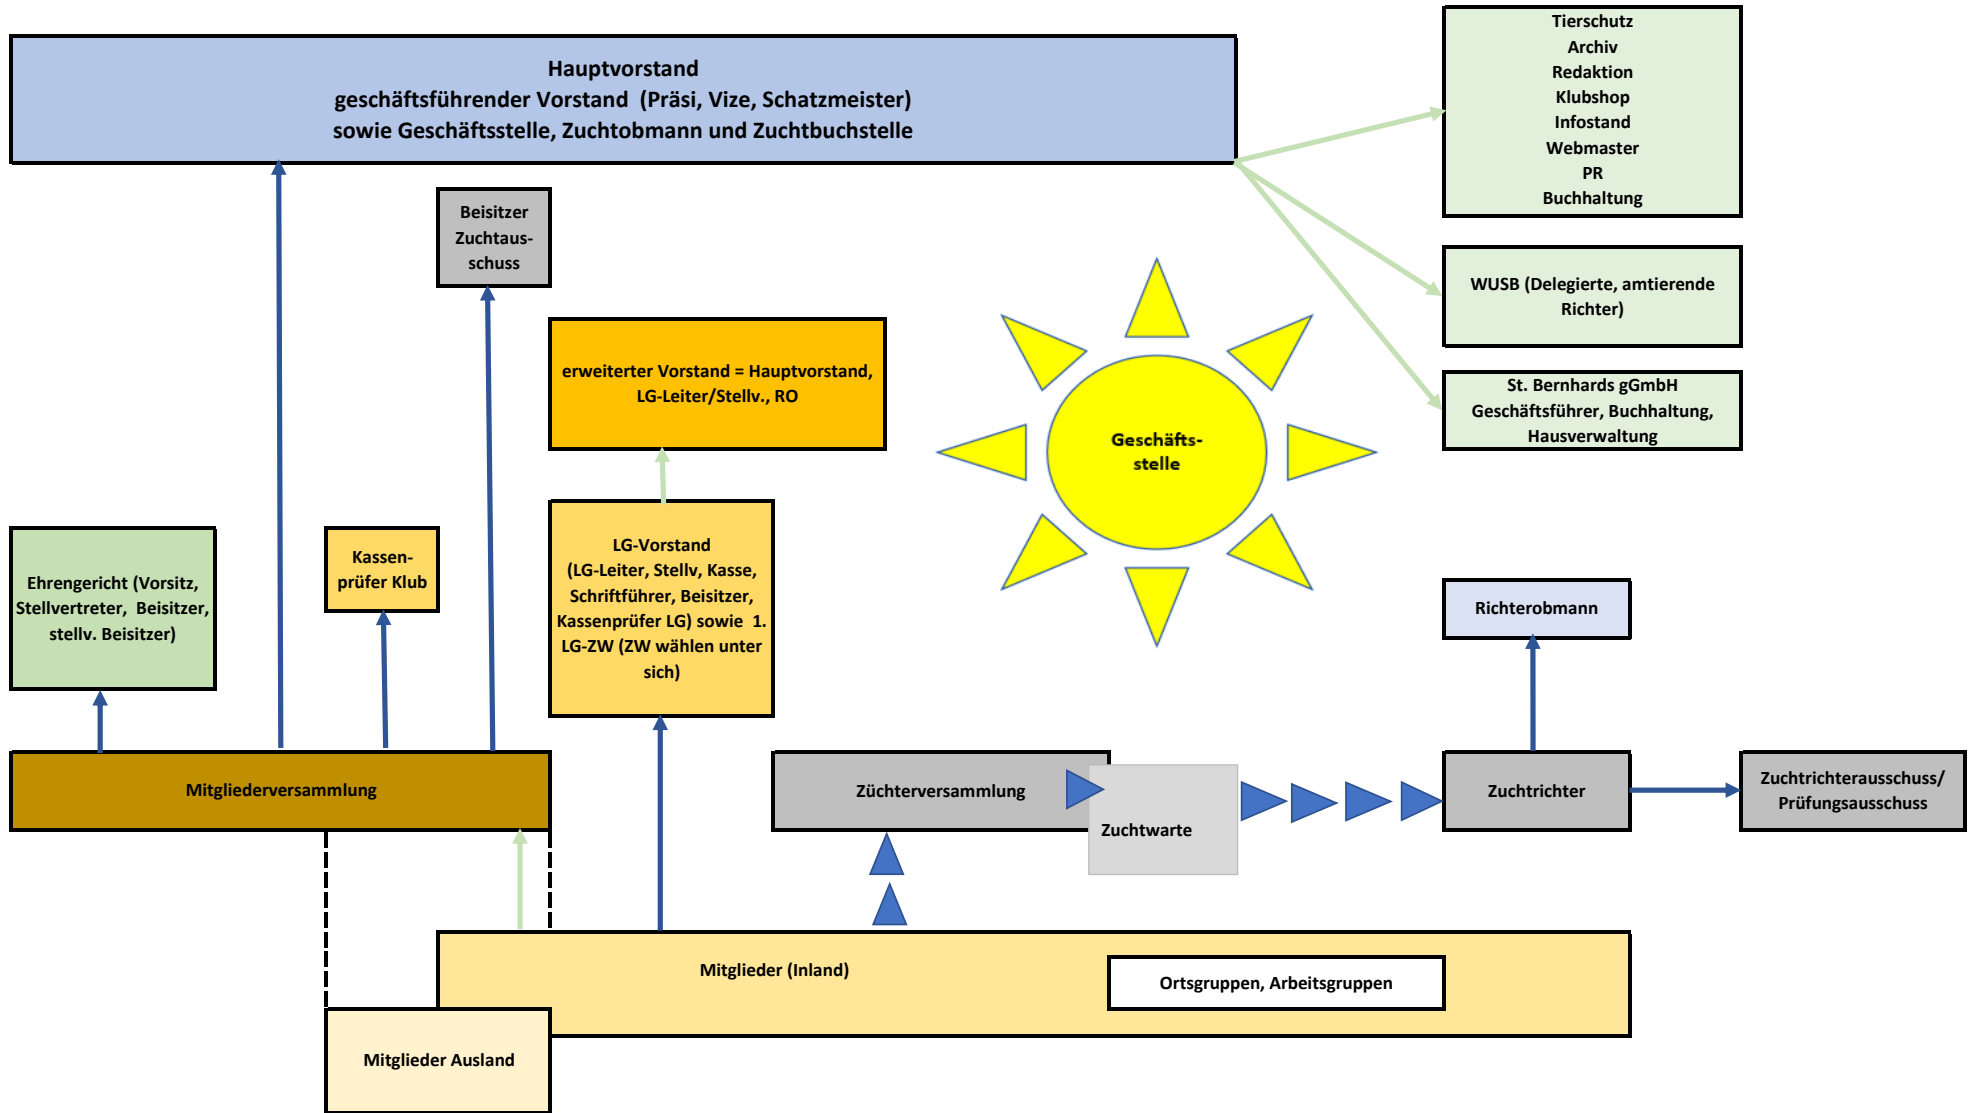 Hauptvorstand
geschäftsführender Vorstand (Präsi, Vize, Schatzmeister)
sowie Geschäftsstelle, Zuchtobmann und Zuchtbuchstelle
Tierschutz
Archiv
Redaktion
Klubshop
Infostand
Webmaster
PR
Buchhaltung
Beisitzer
Zuchtaus-
schuss
WUSB (Delegierte, amtierende
Richter)
erweiterter Vorstand = Hauptvorstand,
LG-Leiter/Stellv., RO
St. Bernhards gGmbH
Geschäftsführer, Buchhaltung,
Hausverwaltung
Geschäfts-
stelle
Ehrengericht (Vorsitz,
Stellvertreter, Beisitzer,
stellv. Beisitzer)
Kassen-
prüfer Klub
LG-Vorstand
(LG-Leiter, Stellv, Kasse,
Schriftführer, Beisitzer,
Kassenprüfer LG) sowie 1.
LG-ZW (ZW wählen unter
sich)
Richterobmann
Mitgliederversammlung
Züchterversammlung
Zuchtwarte
Zuchtrichter
Zuchtrichterausschuss/
Prüfungsausschuss
Mitglieder (Inland)
Ortsgruppen, Arbeitsgruppen
Mitglieder Ausland